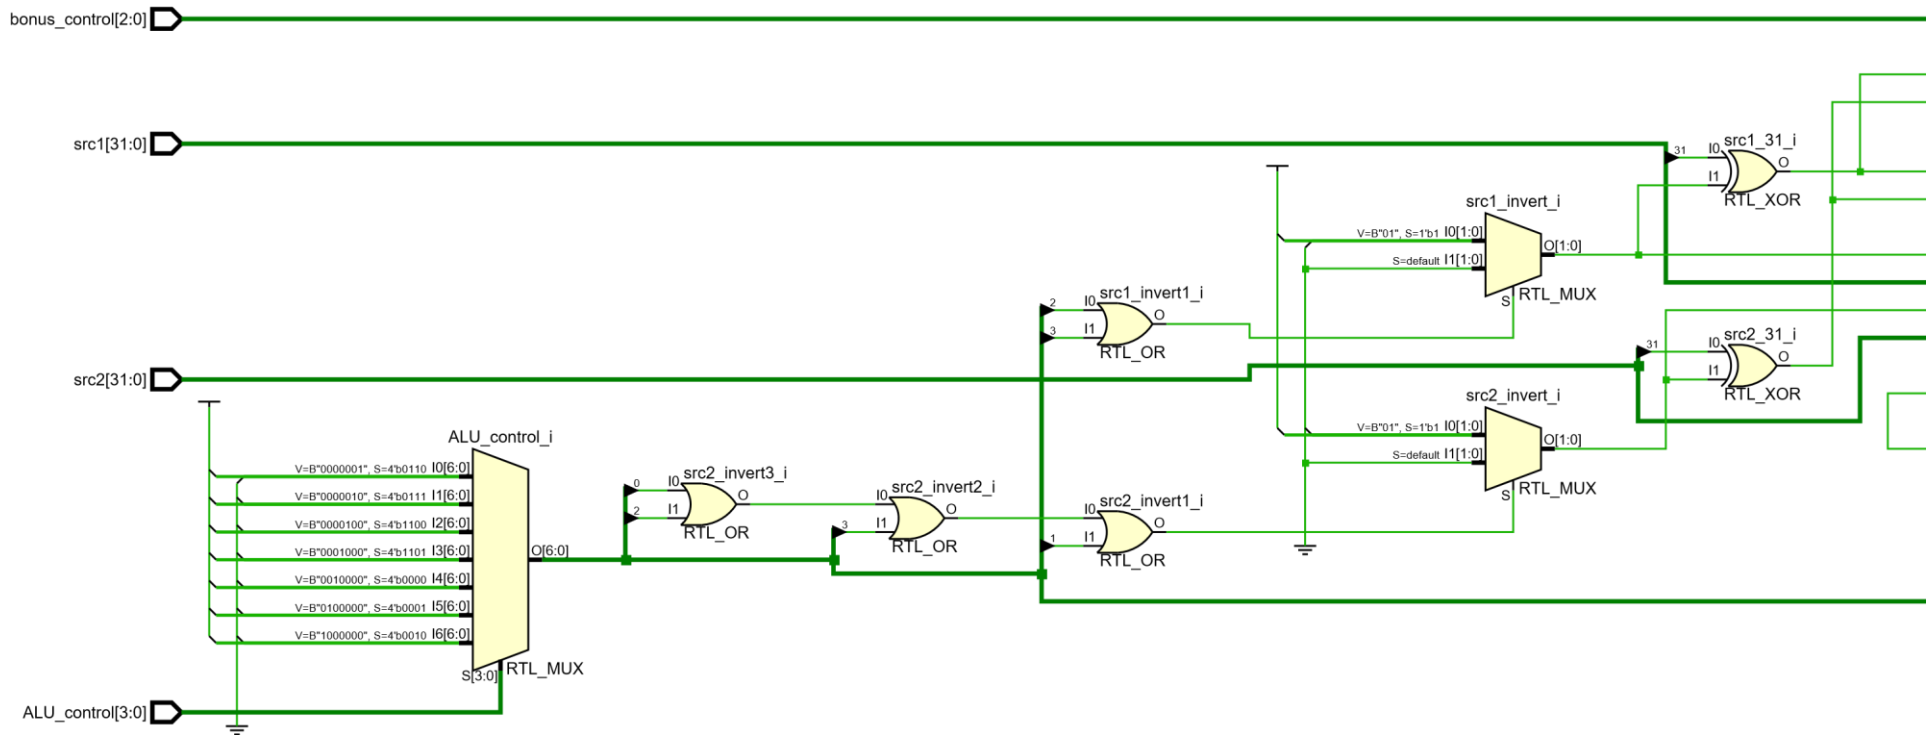 bonus_control[2:0]
src1[31:0]
src1_31_i
31
I0
O
I1
RTL_XOR
src1_invert_i
V=B"01", S=1'b1
I0[1:0]
O[1:0]
S=default
I1[1:0]
S
RTL_MUX
src1_invert1_i
2
I0
O
3
I1
RTL_OR
src2_31_i
31
I0
O
I1
RTL_XOR
src2[31:0]
src2_invert_i
V=B"01", S=1'b1
I0[1:0]
O[1:0]
S=default
I1[1:0]
S
RTL_MUX
ALU_control_i
V=B"0000001", S=4'b0110 I0[6:0]
V=B"0000010", S=4'b0111 I1[6:0]
V=B"0000100", S=4'b1100 I2[6:0]
V=B"0001000", S=4'b1101 I3[6:0]
O[6:0]
V=B"0010000", S=4'b0000 I4[6:0]
V=B"0100000", S=4'b0001 I5[6:0]
V=B"1000000", S=4'b0010 I6[6:0]
S[3:0]
RTL_MUX
src2_invert3_i
0
I0
O
2
I1
RTL_OR
src2_invert2_i
I0
O
3
I1
RTL_OR
src2_invert1_i
I0
O
1
I1
RTL_OR
ALU_control[3:0]